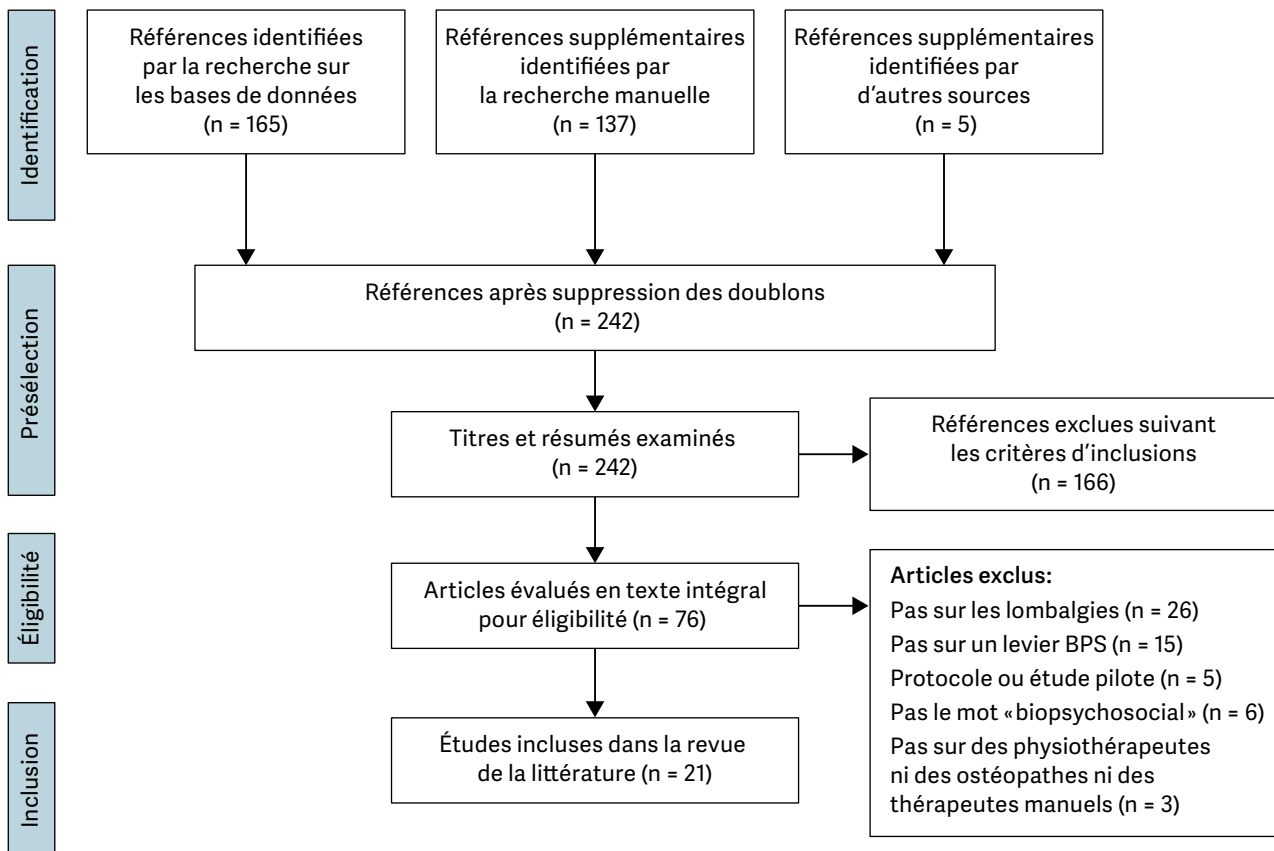 Identification
Références identifiées
par la recherche sur
les bases de données
(n = 165)
Références supplémentaires
identifiées par
la recherche manuelle
(n = 137)
Références supplémentaires
identifiées par
d'autres sources
(n = 5)
Présélection
Références après suppression des doublons
(n = 242)
Titres et résumés examinés
(n = 242)
Références exclues suivant
les critères d'inclusions
(n = 166)
Éligibilité
Articles évalués en texte intégral
pour éligibilité (n = 76)
Articles exclus:
Pas sur les lombalgies (n = 26)
Pas sur un levier BPS (n = 15)
Protocole ou étude pilote (n = 5)
Pas le mot «biopsychosocial» (n = 6)
Pas sur des physiothérapeutes
ni des ostéopathes ni des
thérapeutes manuels (n = 3)
Inclusion
Études incluses dans la revue
de la littérature (n = 21)